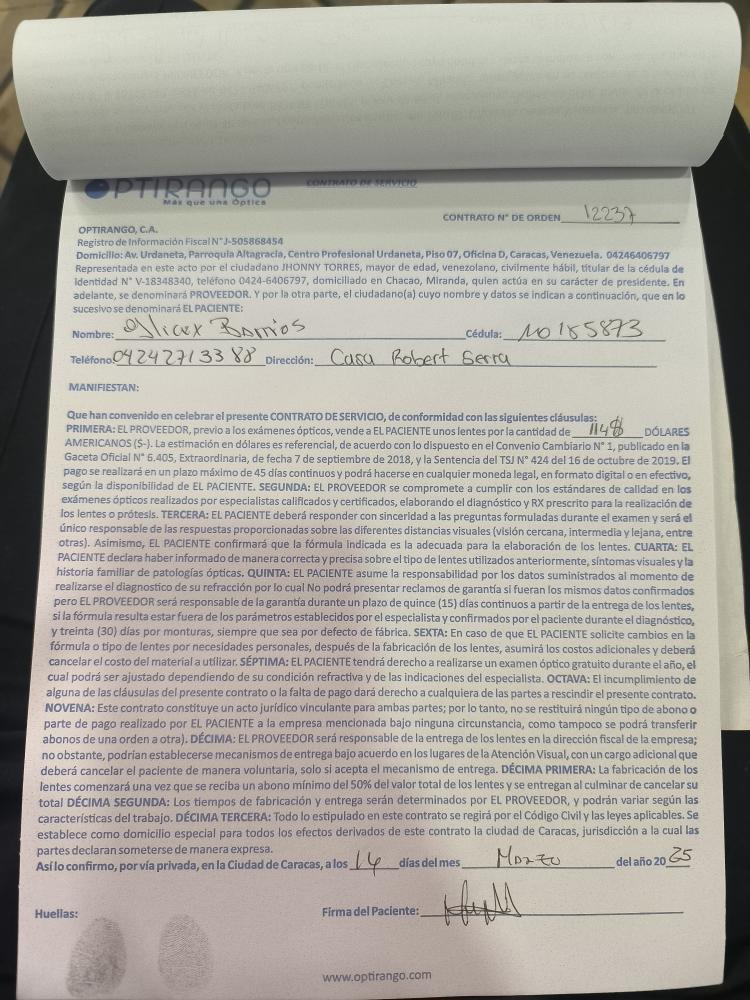 OPTIRANGO
Más que una Óptica
CONTRATO DE SERVICIO
CONTRATO N° DE ORDEN 12237
OPTIRANGO, C.A.
Registro de Información Fiscal N°J-505868454
Domicilio: Av. Urdaneta, Parroquia Altagracia, Centro Profesional Urdaneta, Piso 07, Oficina D, Caracas, Venezuela. 04246406797
Representada en este acto por el ciudadano JHONNY TORRES, mayor de edad, venezolano, civilmente hábil, titular de la cédula de
Identidad N° V-18348340, teléfono 0424-6406797, domiciliado en Chacao, Miranda, quien actúa en su carácter de presidente. En
adelante, se denominará PROVEEDOR. Y por la otra parte, el ciudadano(a) cuyo nombre y datos se indican a continuación, que en lo
sucesivo se denominará EL PACIENTE:
Nombre: Barrios Cédula: 10185873
Teléfono: 04242713388 Dirección: Casa Robert Serra
MANIFIESTAN:
Que han convenido en celebrar el presente CONTRATO DE SERVICIO, de conformidad con las siguientes cláusulas:
PRIMERA: EL PROVEEDOR, previo a los exámenes ópticos, vende a EL PACIENTE unos lentes por la cantidad de 114$ DÓLARES
AMERICANOS ($-). La estimación en dólares es referencial, de acuerdo con lo dispuesto en el Convenio Cambiario N° 1, publicado en la
Gaceta Oficial N° 6.405, Extraordinaria, de fecha 7 de septiembre de 2018, y la Sentencia del TSJ N° 424 del 16 de octubre de 2019. El
pago se realizará en un plazo máximo de 45 días continuos y podrá hacerse en cualquier moneda legal, en formato digital o en efectivo,
según la disponibilidad de EL PACIENTE. SEGUNDA: EL PROVEEDOR se compromete a cumplir con los estándares de calidad en los
exámenes ópticos realizados por especialistas calificados y certificados, elaborando el diagnóstico y RX prescrito para la realización de
los lentes o prótesis. TERCERA: EL PACIENTE deberá responder con sinceridad a las preguntas formuladas durante el examen y será el
único responsable de las respuestas proporcionadas sobre las diferentes distancias visuales (visión cercana, intermedia y lejana, entre
otras). Asimismo, EL PACIENTE confirmará que la fórmula indicada es la adecuada para la elaboración de los lentes. CUARTA: EL
PACIENTE declara haber informado de manera correcta y precisa sobre el tipo de lentes utilizados anteriormente, síntomas visuales y la
historia familiar de patologías ópticas. QUINTA: EL PACIENTE asume la responsabilidad por los datos suministrados al momento de
realizarse el diagnostico de su refracción por lo cual No podrá presentar reclamos de garantía si fueran los mismos datos confirmados
pero EL PROVEEDOR será responsable de la garantía durante un plazo de quince (15) días continuos a partir de la entrega de los lentes,
si la fórmula resulta estar fuera de los parámetros establecidos por el especialista y confirmados por el paciente durante el diagnóstico,
y treinta (30) días por monturas, siempre que sea por defecto de fábrica. SEXTA: En caso de que EL PACIENTE solicite cambios en la
fórmula o tipo de lentes por necesidades personales, después de la fabricación de lentes, asumirá los costos adicionales y deberá
cancelar el costo del material a utilizar. SÉPTIMA: EL PACIENTE tendrá derecho a realizarse un examen óptico gratuito durante el año, el
cual podrá ser ajustado dependiendo de su condición refractiva y de las indicaciones del especialista. OCTAVA: El incumplimiento de
alguna de las cláusulas del presente contrato o la falta de pago dará derecho a cualquiera de las partes a rescindir el presente contrato.
NOVENA: Este contrato constituye un acto jurídico vinculante para ambas partes; por lo tanto, no se restituirá ningún tipo de abono o
parte de pago realizado por EL PACIENTE a la empresa mencionada bajo ninguna circunstancia, como tampoco se podrá transferir
abonos de una orden a otra). DÉCIMA: EL PROVEEDOR será responsable de la entrega de los lentes en la dirección fiscal de la empresa;
no obstante, podrían establecerse mecanismos de entrega bajo acuerdo en los lugares de la Atención Visual, con un cargo adicional que
deberá cancelar el paciente de manera voluntaria, solo si acepta el mecanismo de entrega. DÉCIMA PRIMERA: La fabricación de los
lentes comenzará una vez que se reciba un abono mínimo del 50% del valor total de los lentes y se entregan al culminar de cancelar su
total DÉCIMA SEGUNDA: Los tiempos de fabricación y entrega serán determinados por EL PROVEEDOR, y podrán variar según las
características del trabajo. DÉCIMA TERCERA: Todo lo estipulado en este contrato se regirá por el Código Civil y las leyes aplicables. Se
establece como domicilio especial para todos los efectos derivados de este contrato la ciudad de Caracas, jurisdicción a la cual las
partes declaran someterse de manera expresa.
Así lo confirmo, por vía privada, en la Ciudad de Caracas, a los 14 días del mes Marzo del año 2025
Huellas: Firma del Paciente:
www.optirango.com